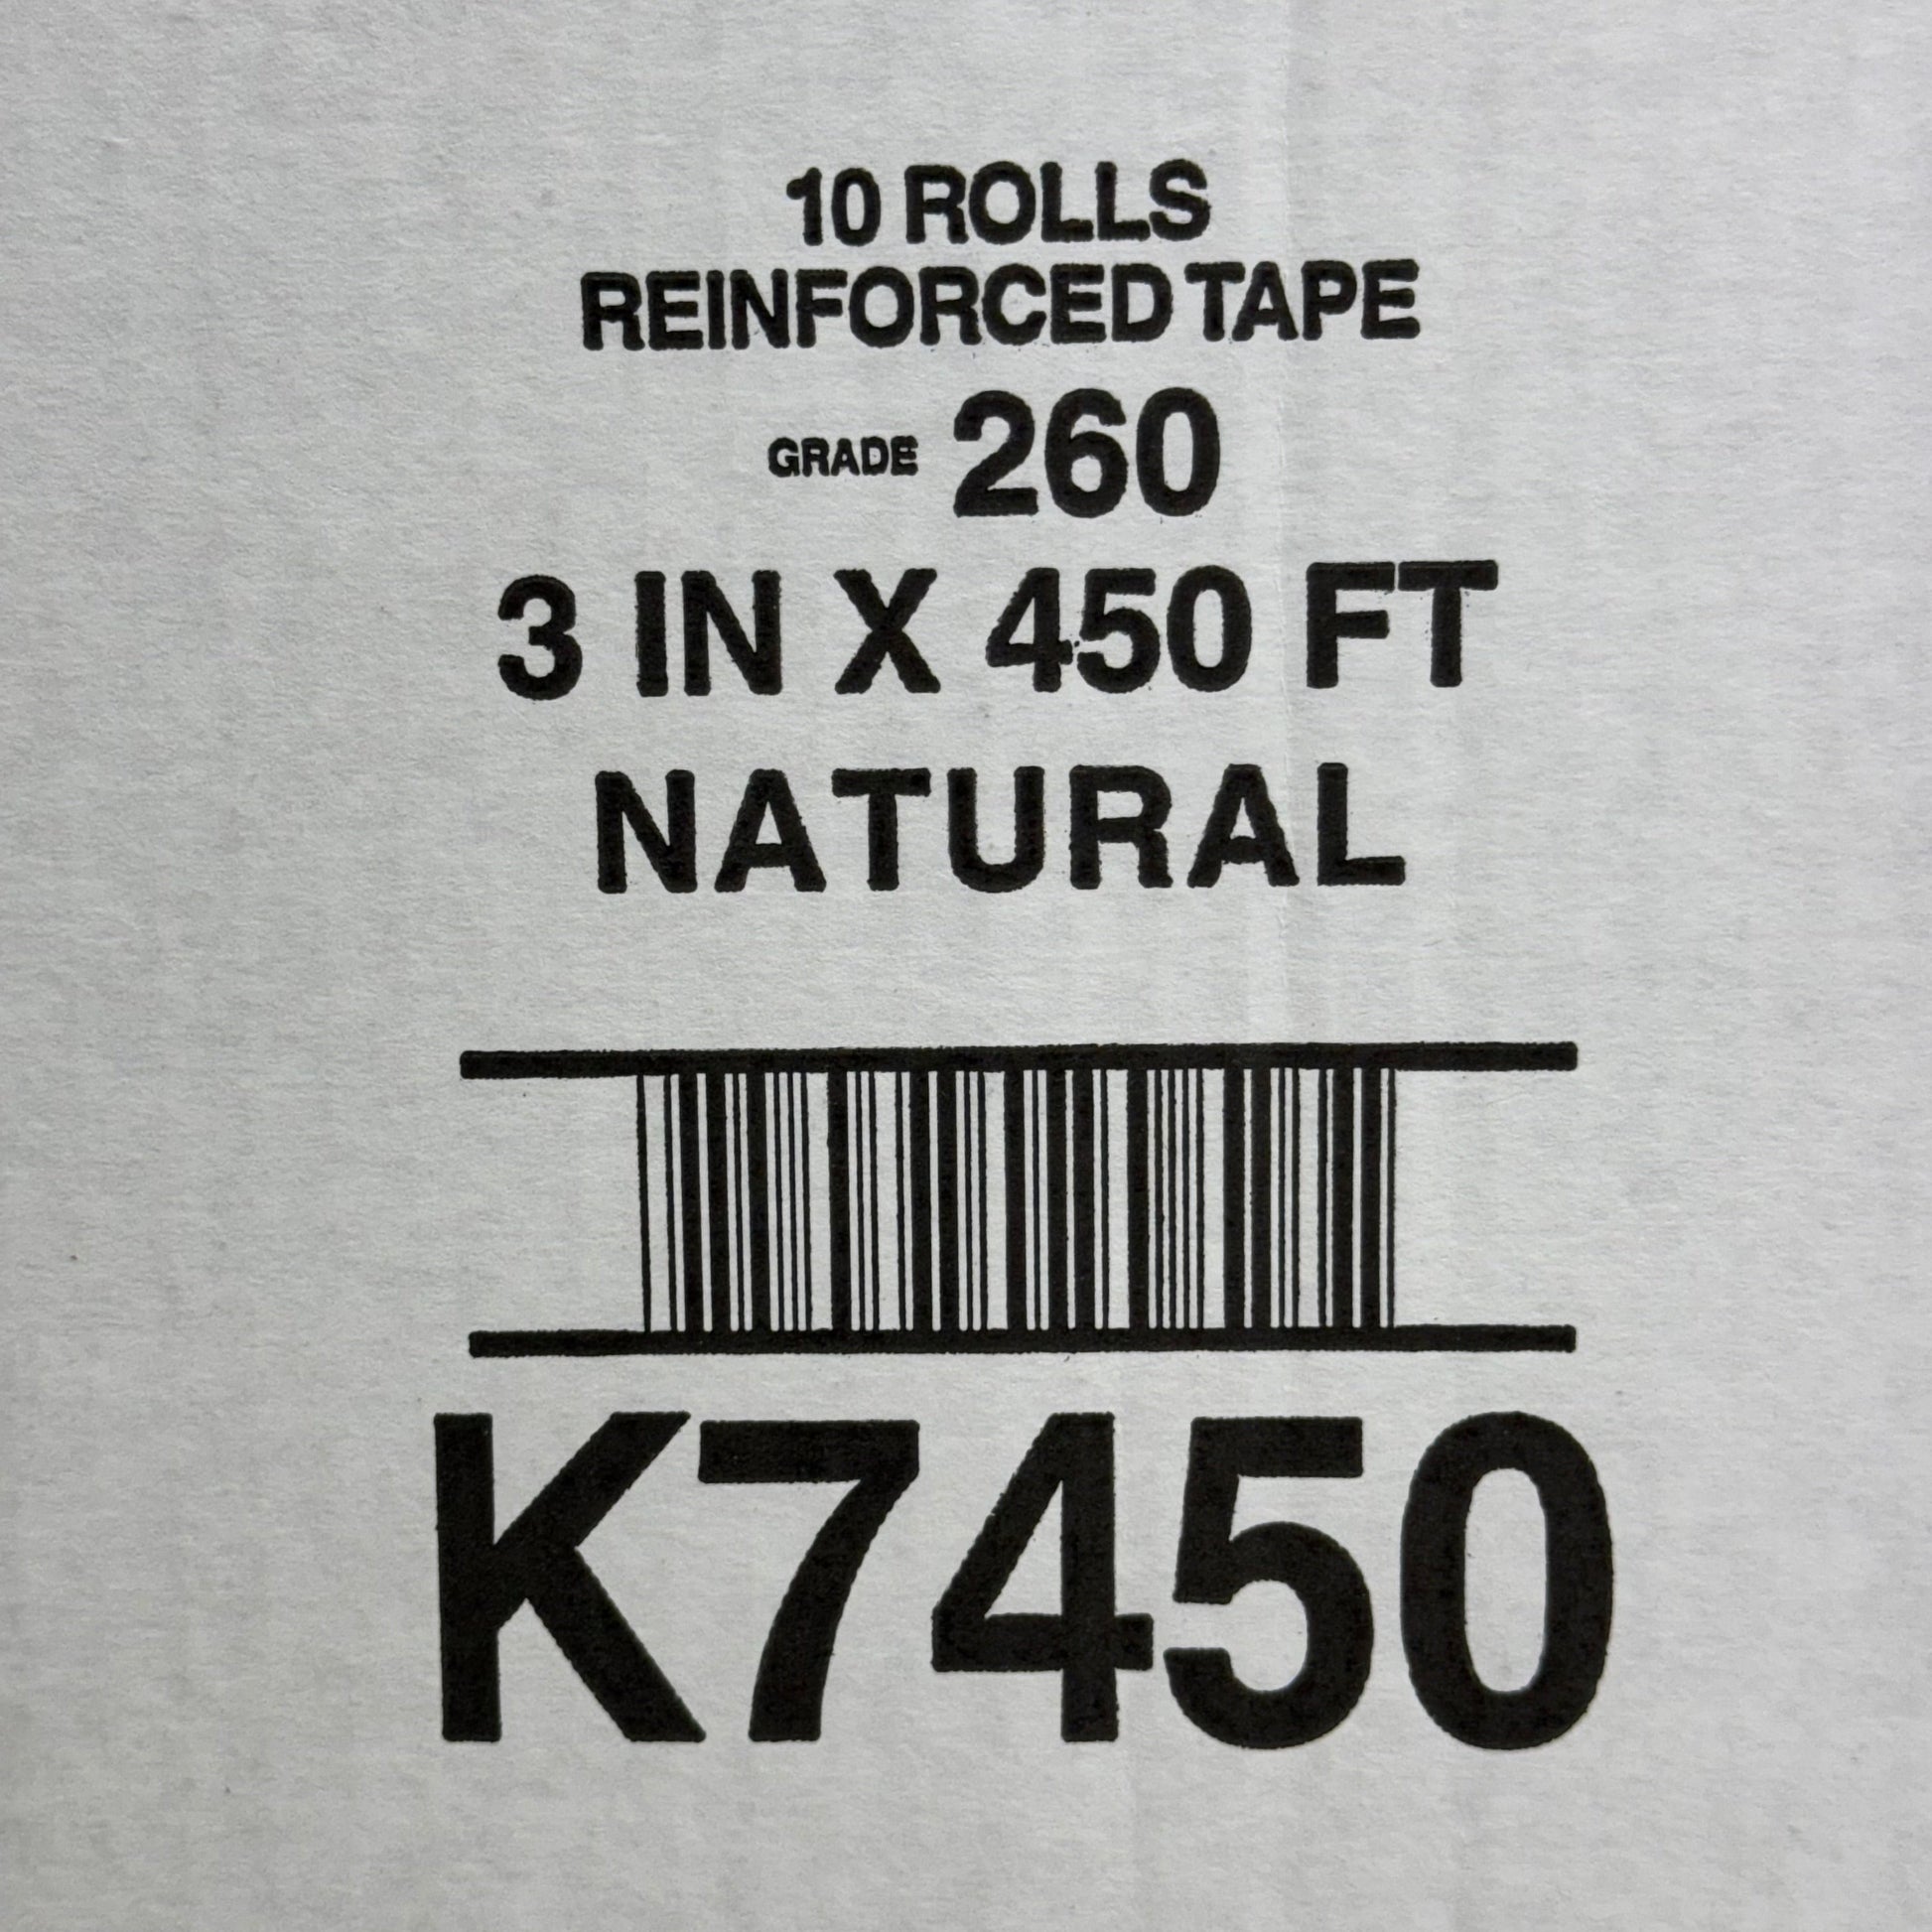 10 ROLLS
REINFORCED TAPE
GRADE 260
3 IN X 450 FT
NATURAL
K7450